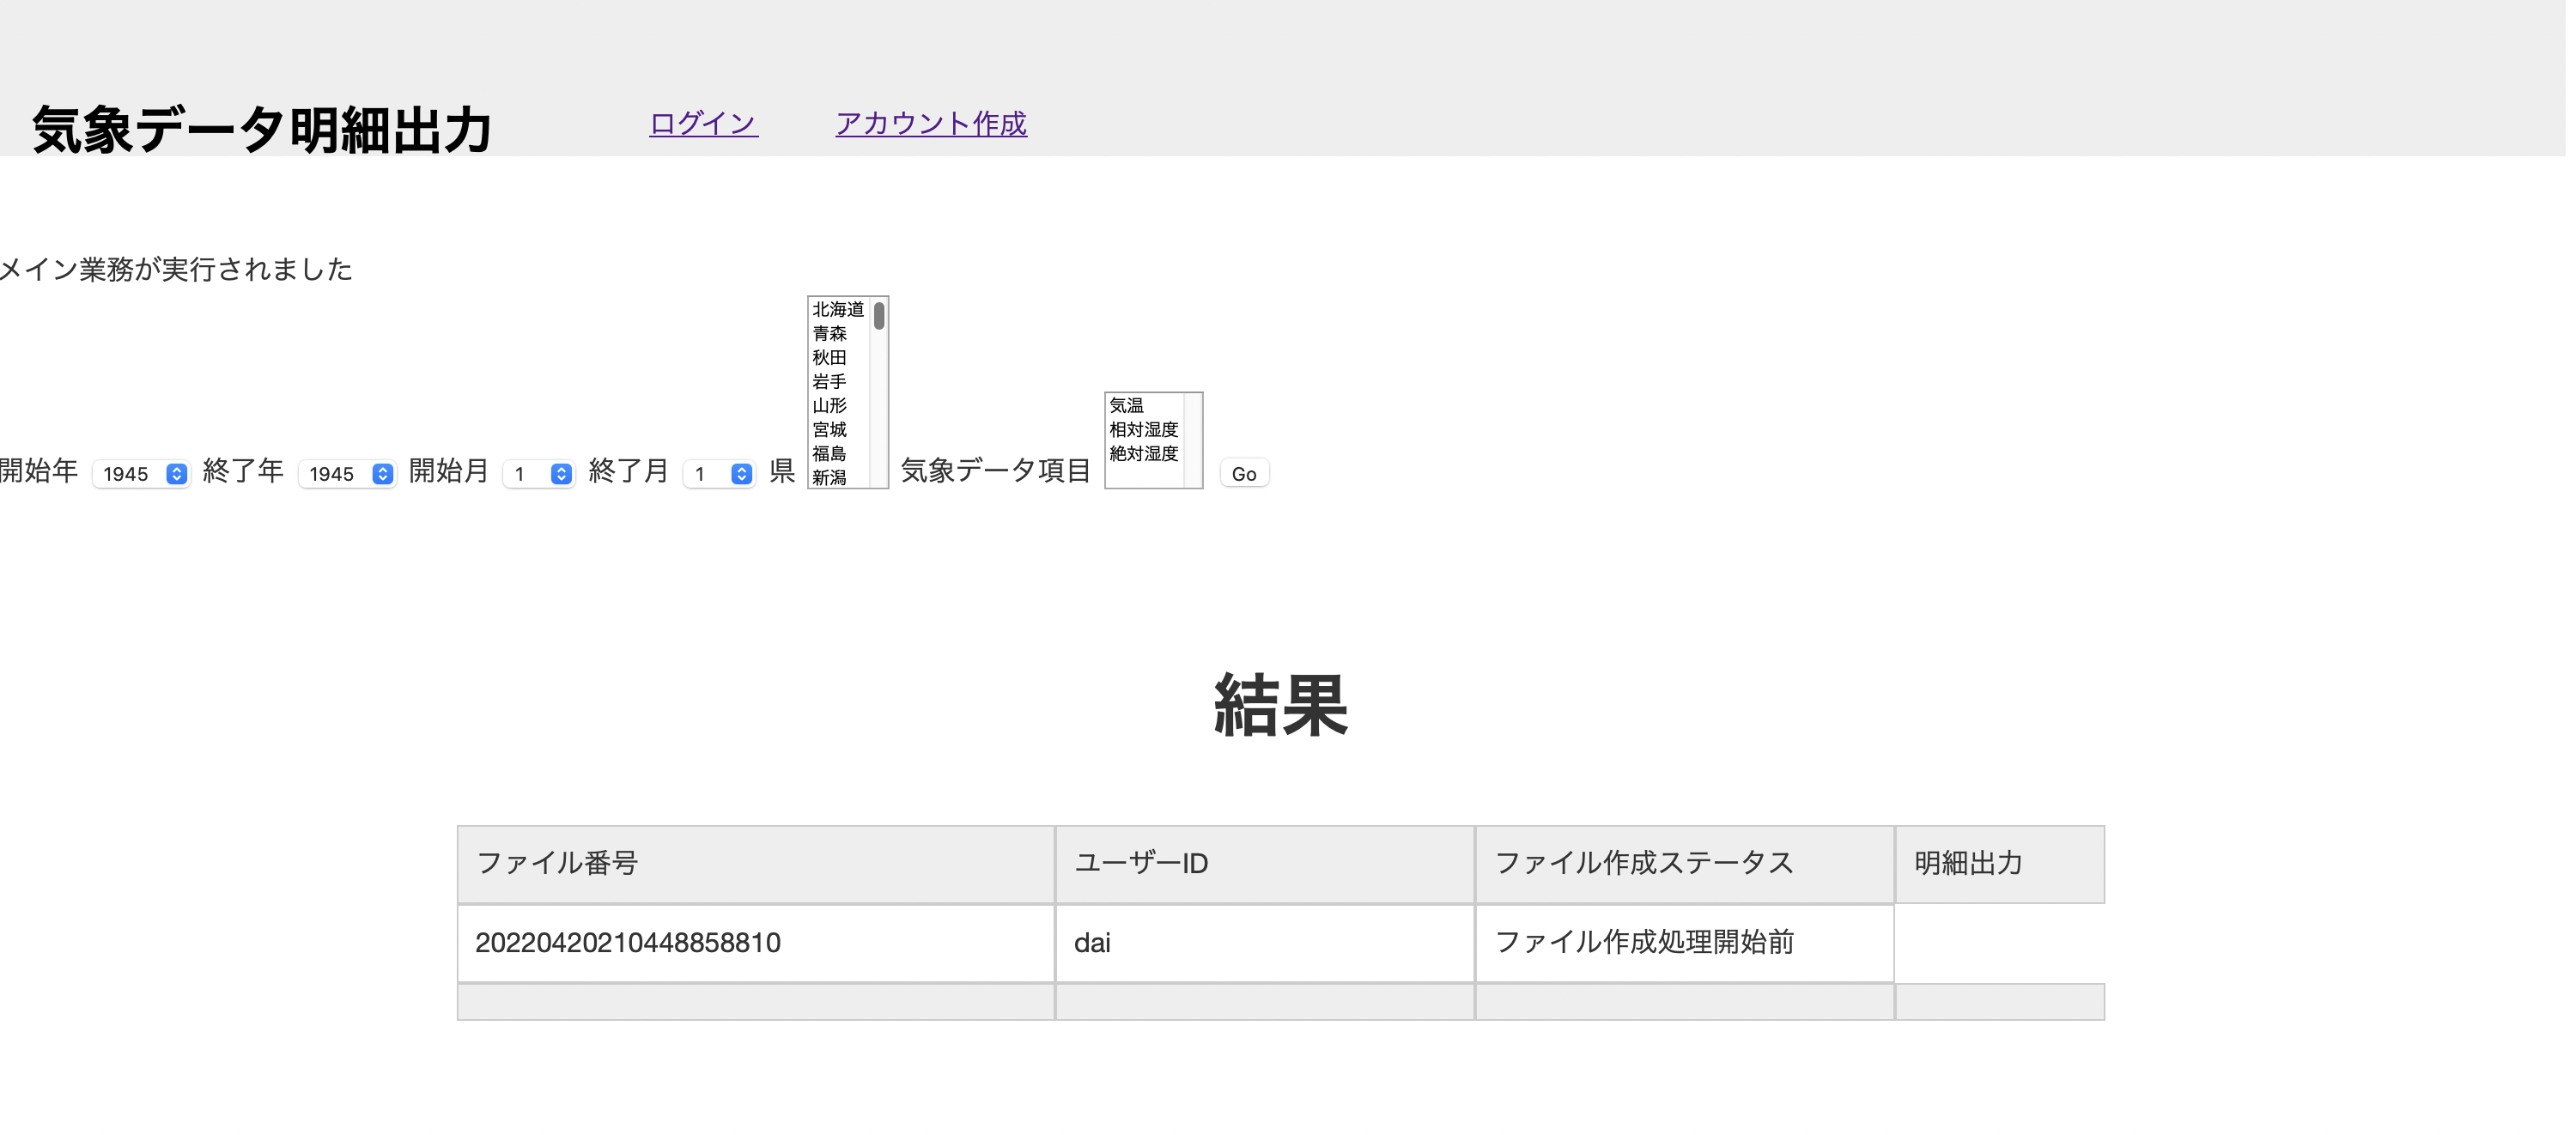 気象データ明細出力 ログイン アカウント作成
メイン業務が実行されました
開始年 1945 終了年 1945 開始月 1 終了月 1 県
北海道
青森
秋田
岩手
山形
宮城
福島
新潟
気象データ項目
気温
相対湿度
絶対湿度
Go
結果
ファイル番号 ユーザーID ファイル作成ステータス 明細出力
20220420210448858810 dai ファイル作成処理開始前